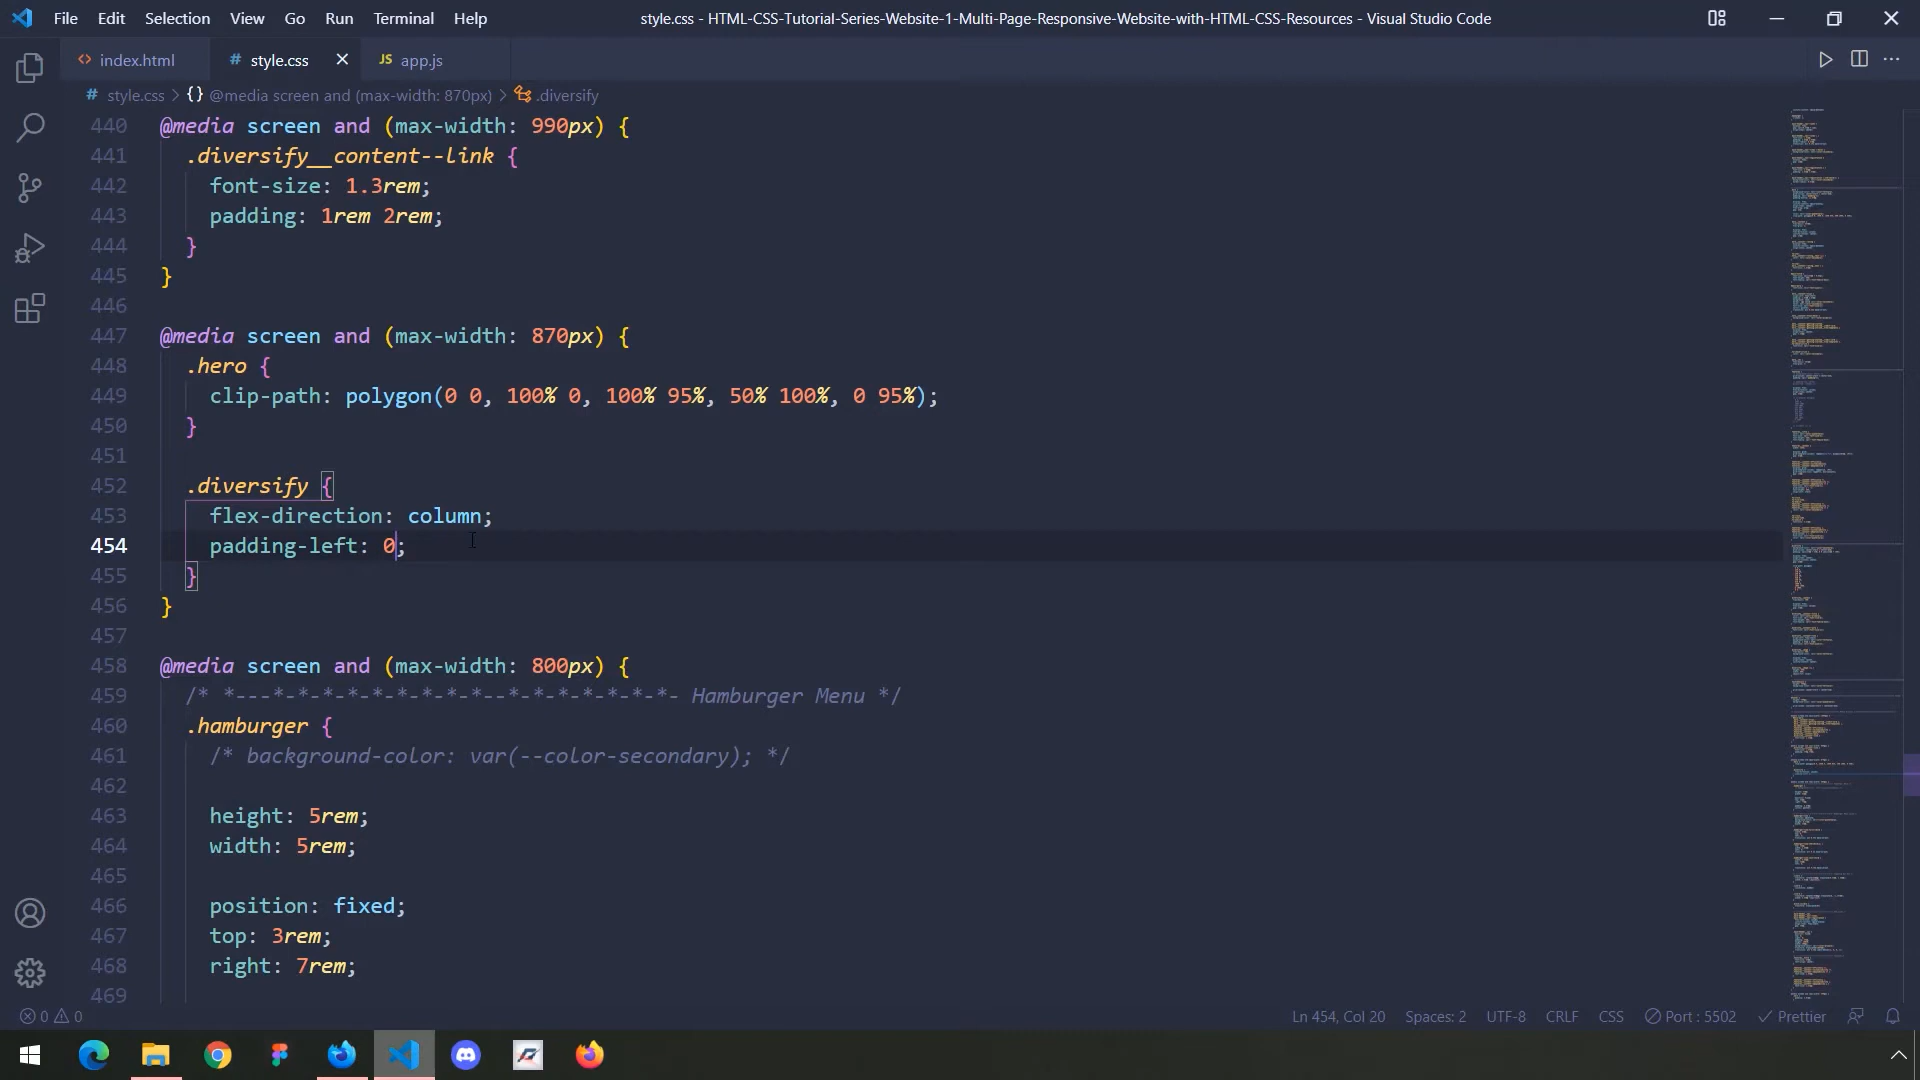 File Edit Selection View Go Run Terminal Help style.css - HTML-CSS-Tutorial-Series-Website-1-Multi-Page-Responsive-Website-with-HTML-CSS-Resources - Visual Studio Code
<> index.html # style.css JS app.js
# style.css > {} @media screen and (max-width: 870px) > .diversify
440 @media screen and (max-width: 990px) {
441 .diversify__content--link {
442 font-size: 1.3rem;
443 padding: 1rem 2rem;
444 }
445 }
446
447 @media screen and (max-width: 870px) {
448 .hero {
449 clip-path: polygon(0 0, 100% 0, 100% 95%, 50% 100%, 0 95%);
450 }
451
452 .diversify {
453 flex-direction: column;
454 padding-left: 0;
455 }
456 }
457
458 @media screen and (max-width: 800px) {
459 /* *---*-*-*-*-*-*-*-*-*--*-*-*-*-*-*-*- Hamburger Menu */
460 .hamburger {
461 /* background-color: var(--color-secondary); */
462
463 height: 5rem;
464 width: 5rem;
465
466 position: fixed;
467 top: 3rem;
468 right: 7rem;
469
0 0 Ln 454, Col 20 Spaces: 2 UTF-8 CRLF CSS Port : 5502 Prettier